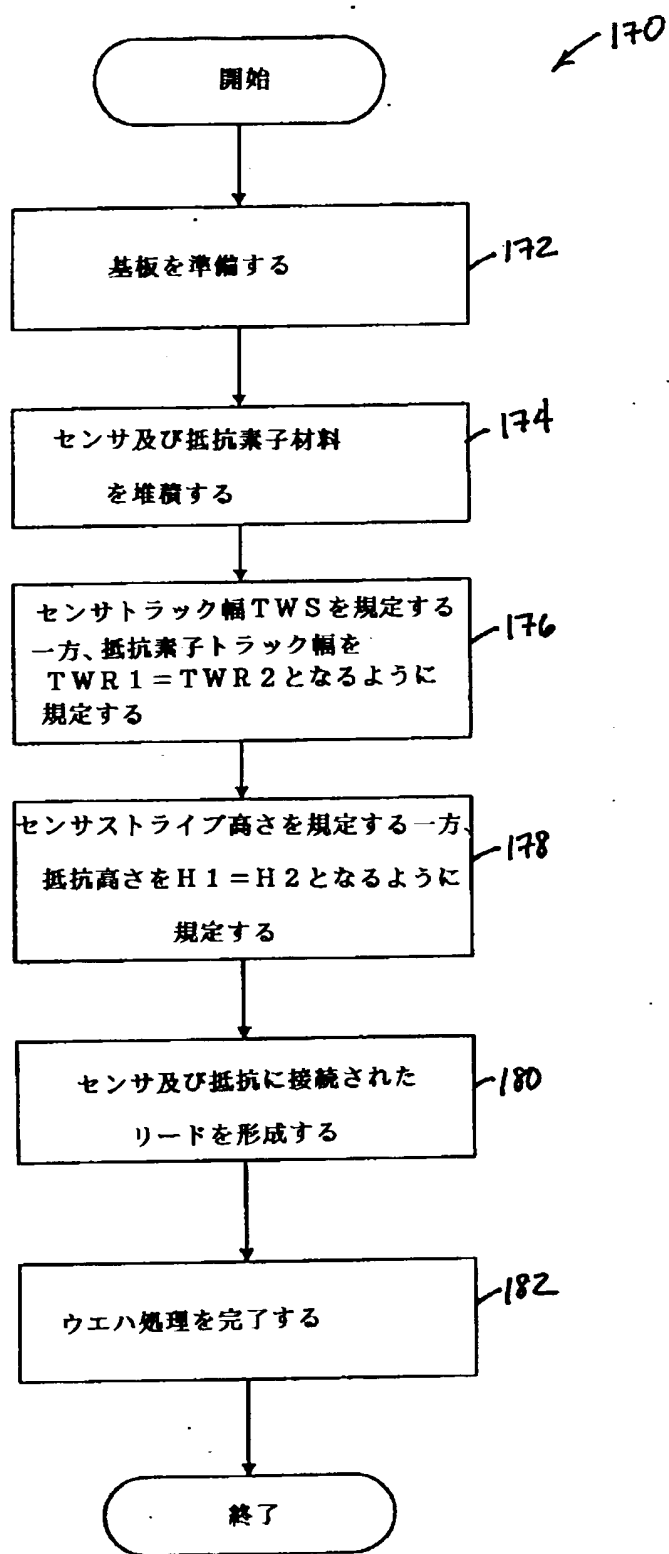 170
開始
基板を準備する
172
センサ及び抵抗素子材料
を堆積する
174
センサトラック幅TWSを規定する
一方、抵抗素子トラック幅を
TWR1=TWR2となるように
規定する
176
センサストライプ高さを規定する一方、
抵抗高さをH1=H2となるように
規定する
178
センサ及び抵抗に接続された
リードを形成する
180
ウエハ処理を完了する
182
終了